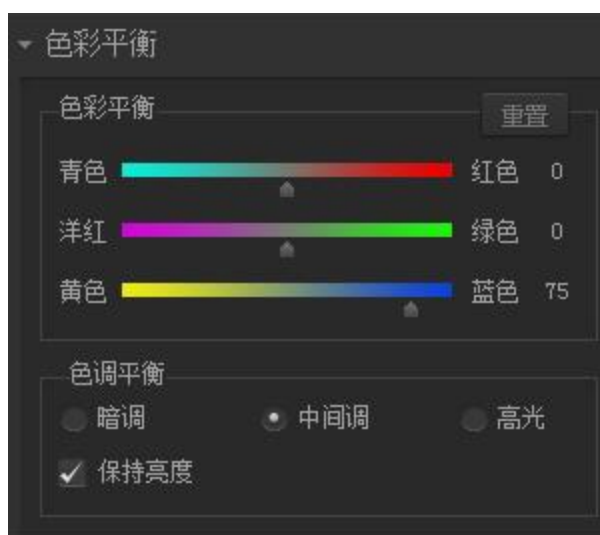 色彩平衡
色彩平衡 重置
青色 红色 0
洋红 绿色 0
黄色 蓝色 75
色调平衡
暗调 中间调 高光
保持亮度